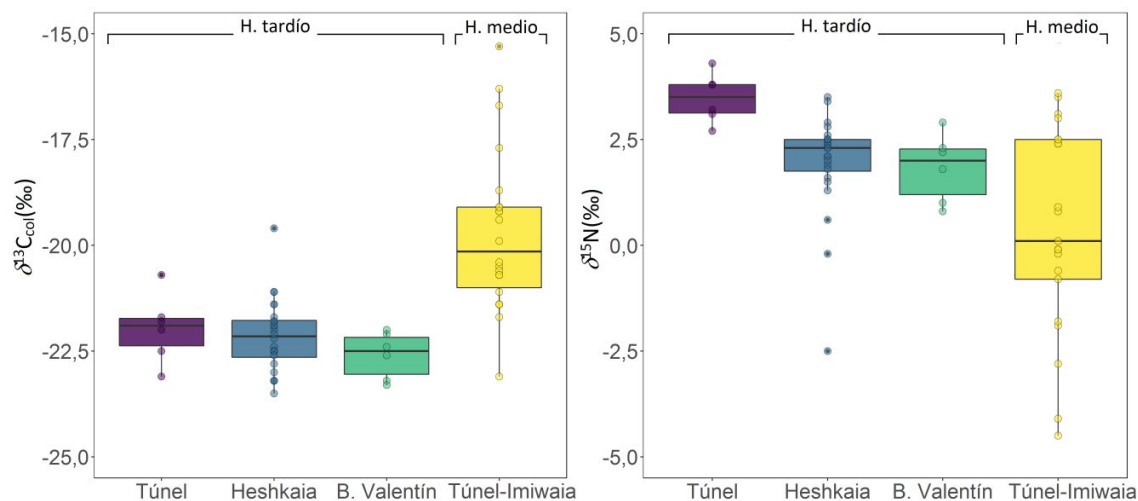 H. tardío
H. medio
-15,0
-17,5
-20,0
-22,5
-25,0
δ¹³Ccol(‰)
Túnel
Heshkaia
B. Valentín
Túnel-Imiwaia
H. tardío
H. medio
5,0
2,5
0,0
-2,5
-5,0
δ¹⁵N(‰)
Túnel
Heshkaia
B. Valentín
Túnel-Imiwaia